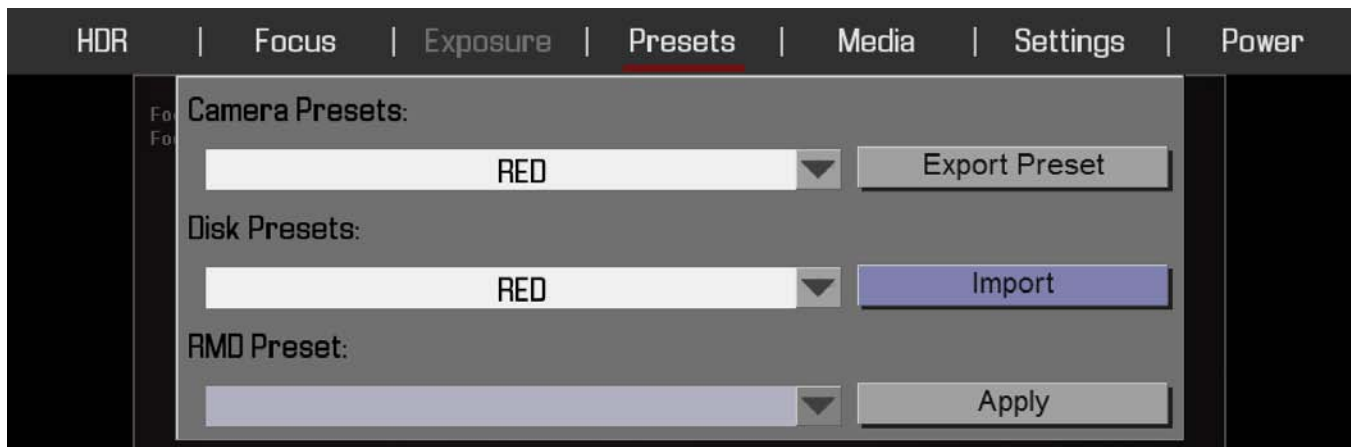 HDR | Focus | Exposure | Presets | Media | Settings | Power
Camera Presets:
RED Export Preset
Disk Presets:
RED Import
RMD Preset:
Apply